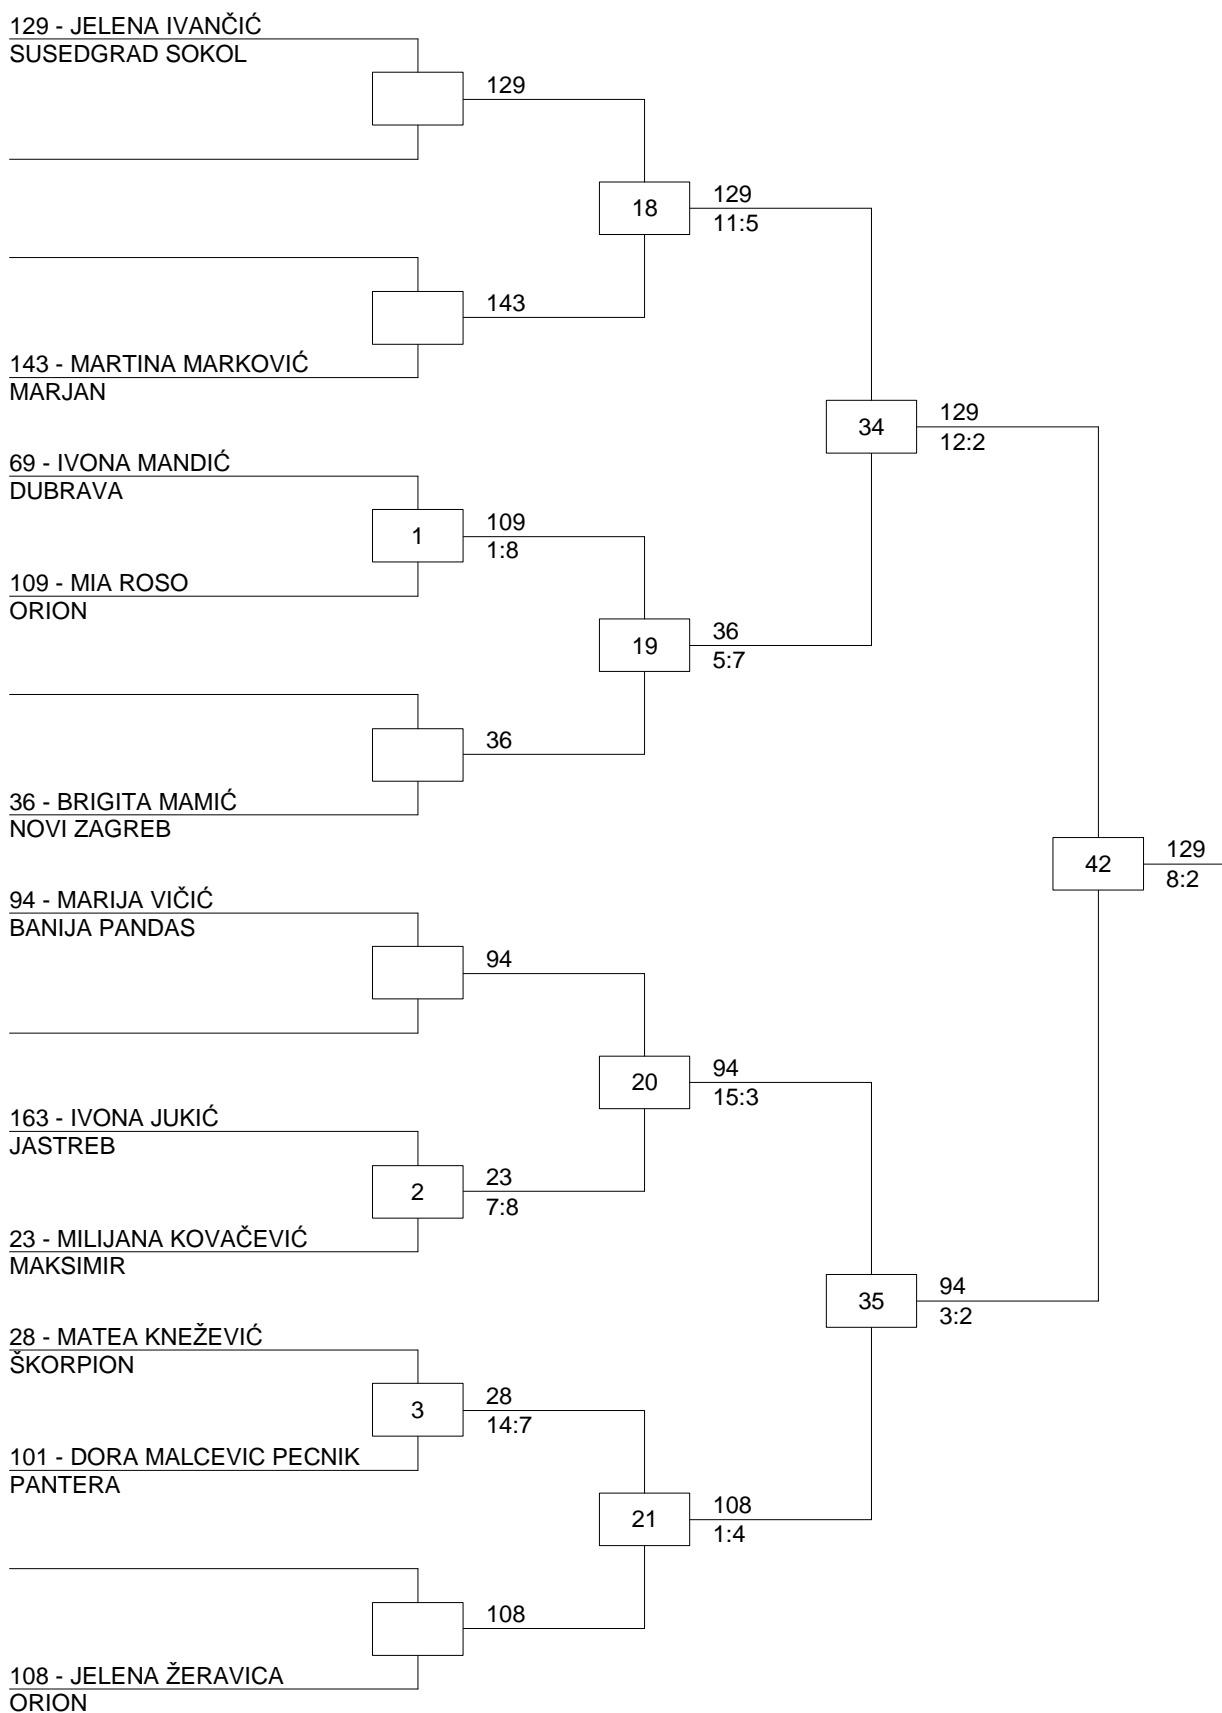 129 - JELENA IVANČIĆ
SUSEDGRAD SOKOL
129
18
129
11:5
143
143 - MARTINA MARKOVIĆ
MARJAN
34
129
12:2
69 - IVONA MANDIĆ
DUBRAVA
1
109
1:8
109 - MIA ROSO
ORION
19
36
5:7
36
36 - BRIGITA MAMIĆ
NOVI ZAGREB
42
129
8:2
94 - MARIJA VIČIĆ
BANIJA PANDAS
94
20
94
15:3
163 - IVONA JUKIĆ
JASTREB
2
23
7:8
23 - MILIJANA KOVAČEVIĆ
MAKSIMIR
35
94
3:2
28 - MATEA KNEŽEVIĆ
ŠKORPION
3
28
14:7
101 - DORA MALCEVIC PECNIK
PANTERA
21
108
1:4
108
108 - JELENA ŽERAVICA
ORION